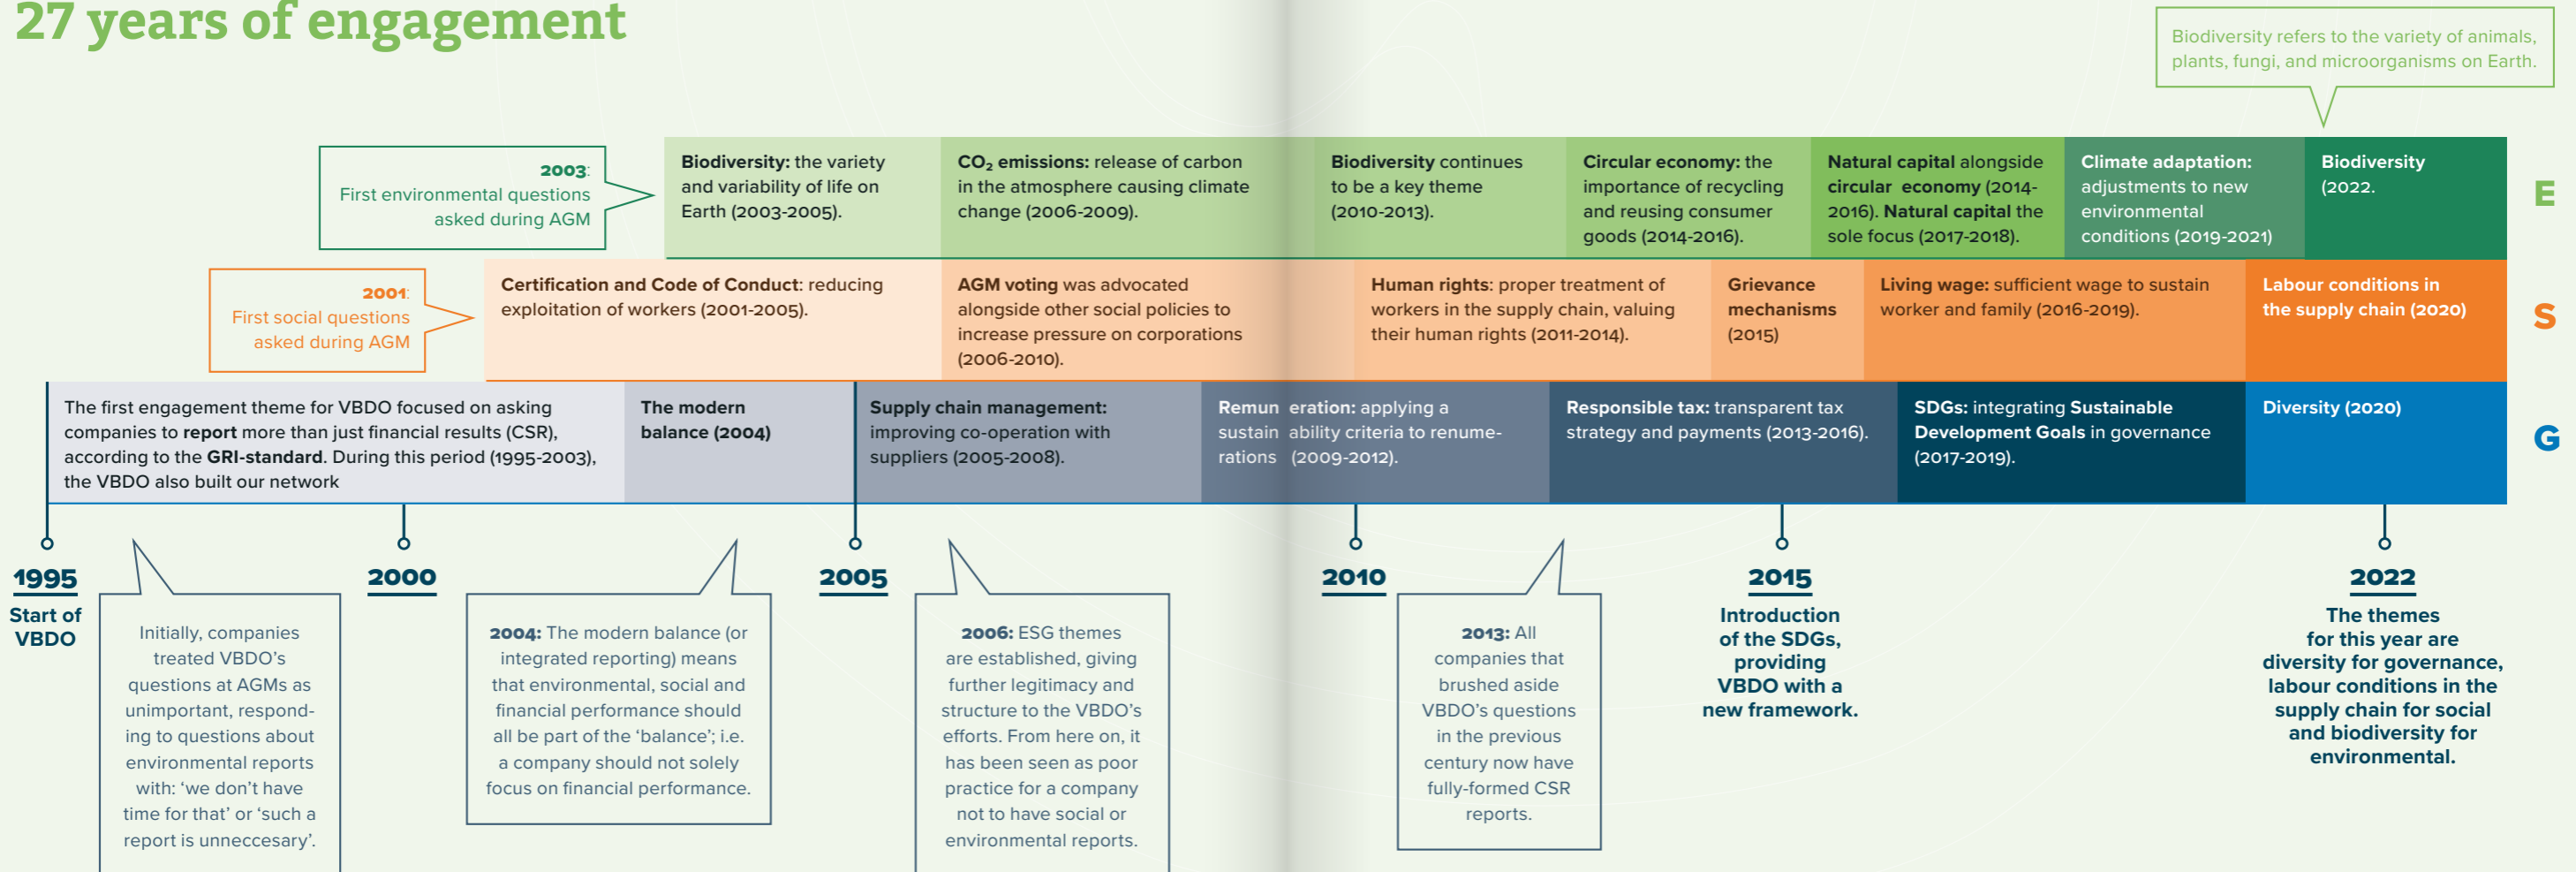 27 years of engagement
Biodiversity refers to the variety of animals,
plants, fungi, and microorganisms on Earth.
2003:
First environmental questions
asked during AGM
Biodiversity: the variety
and variability of life on
Earth (2003-2005).
CO₂ emissions: release of carbon
in the atmosphere causing climate
change (2006-2009).
Biodiversity continues
to be a key theme
(2010-2013).
Circular economy: the
importance of recycling
and reusing consumer
goods (2014-2016).
Natural capital alongside
circular economy (2014-
2016). Natural capital the
sole focus (2017-2018).
Climate adaptation:
adjustments to new
environmental
conditions (2019-2021)
Biodiversity
(2022.
E
2001:
First social questions
asked during AGM
Certification and Code of Conduct: reducing
exploitation of workers (2001-2005).
AGM voting was advocated
alongside other social policies to
increase pressure on corporations
(2006-2010).
Human rights: proper treatment of
workers in the supply chain, valuing
their human rights (2011-2014).
Grievance
mechanisms
(2015)
Living wage: sufficient wage to sustain
worker and family (2016-2019).
Labour conditions in
the supply chain (2020)
S
The first engagement theme for VBDO focused on asking
companies to report more than just financial results (CSR),
according to the GRI-standard. During this period (1995-2003),
the VBDO also built our network
The modern
balance (2004)
Supply chain management:
improving co-operation with
suppliers (2005-2008).
Remun eration: applying a
sustain ability criteria to renume-
rations (2009-2012).
Responsible tax: transparent tax
strategy and payments (2013-2016).
SDGs: integrating Sustainable
Development Goals in governance
(2017-2019).
Diversity (2020)
G
1995
Start of
VBDO
Initially, companies
treated VBDO's
questions at AGMs as
unimportant, respond-
ing to questions about
environmental reports
with: 'we don't have
time for that' or 'such a
report is unneccesary'.
2000
2004: The modern balance (or
integrated reporting) means
that environmental, social and
financial performance should
all be part of the 'balance'; i.e.
a company should not solely
focus on financial performance.
2005
2006: ESG themes
are established, giving
further legitimacy and
structure to the VBDO's
efforts. From here on, it
has been seen as poor
practice for a company
not to have social or
environmental reports.
2010
2013: All
companies that
brushed aside
VBDO's questions
in the previous
century now have
fully-formed CSR
reports.
2015
Introduction
of the SDGs,
providing
VBDO with a
new framework.
2022
The themes
for this year are
diversity for governance,
labour conditions in the
supply chain for social
and biodiversity for
environmental.